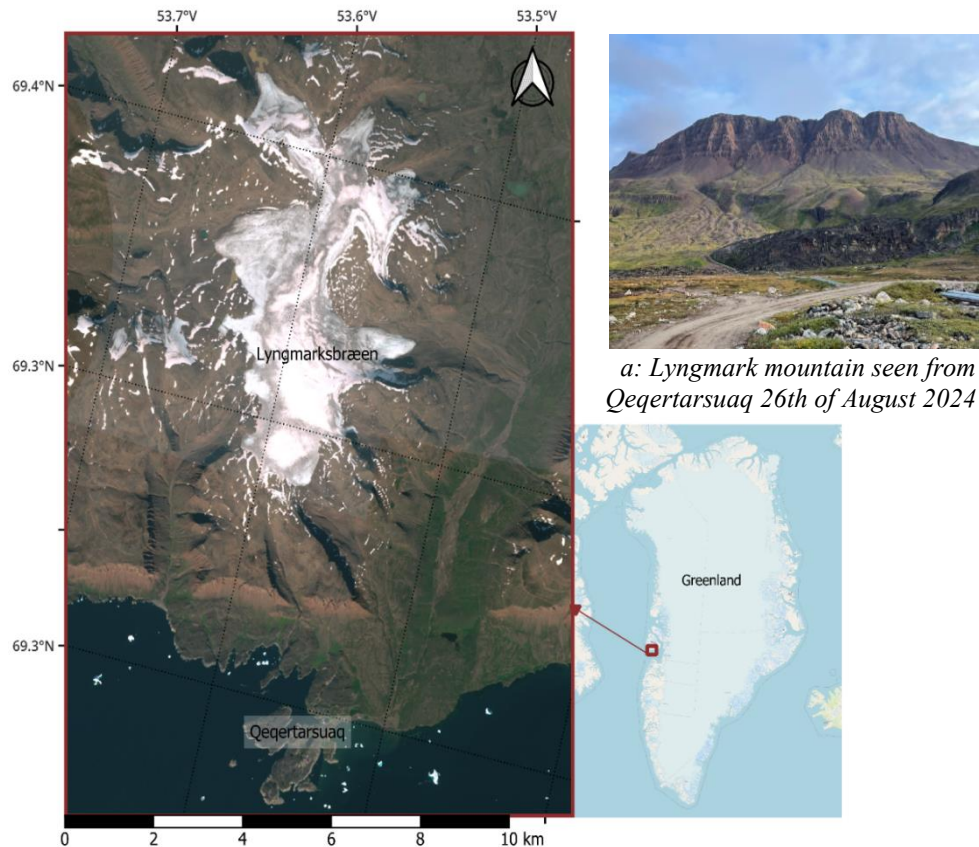 53.7°W
53.6°W
53.5°W
69.4°N
69.3°N
69.3°N
Lyngmarksbræen
Qeqertarsuaq
0 2 4 6 8 10 km
a: Lyngmark mountain seen from
Qeqertarsuaq 26th of August 2024
Greenland